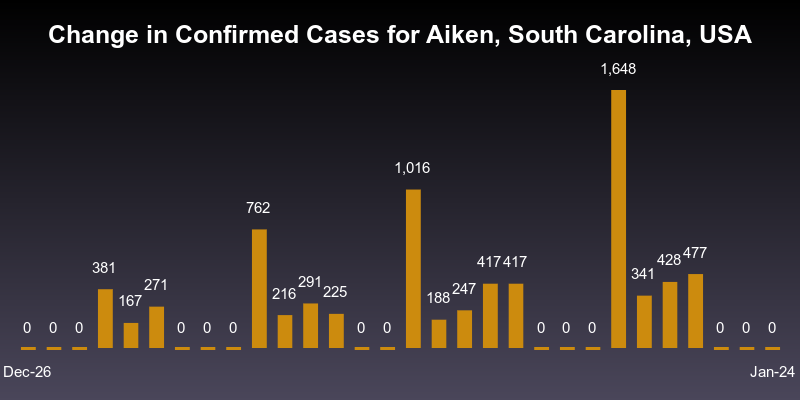 Change in Confirmed Cases for Aiken, South Carolina, USA
1,648
1,016
762
381 167 271 216 291 225 188 247 417 417 341 428 477
0 0 0 0 0 0 0 0 0 0 0 0 0 0
Dec-26 Jan-24